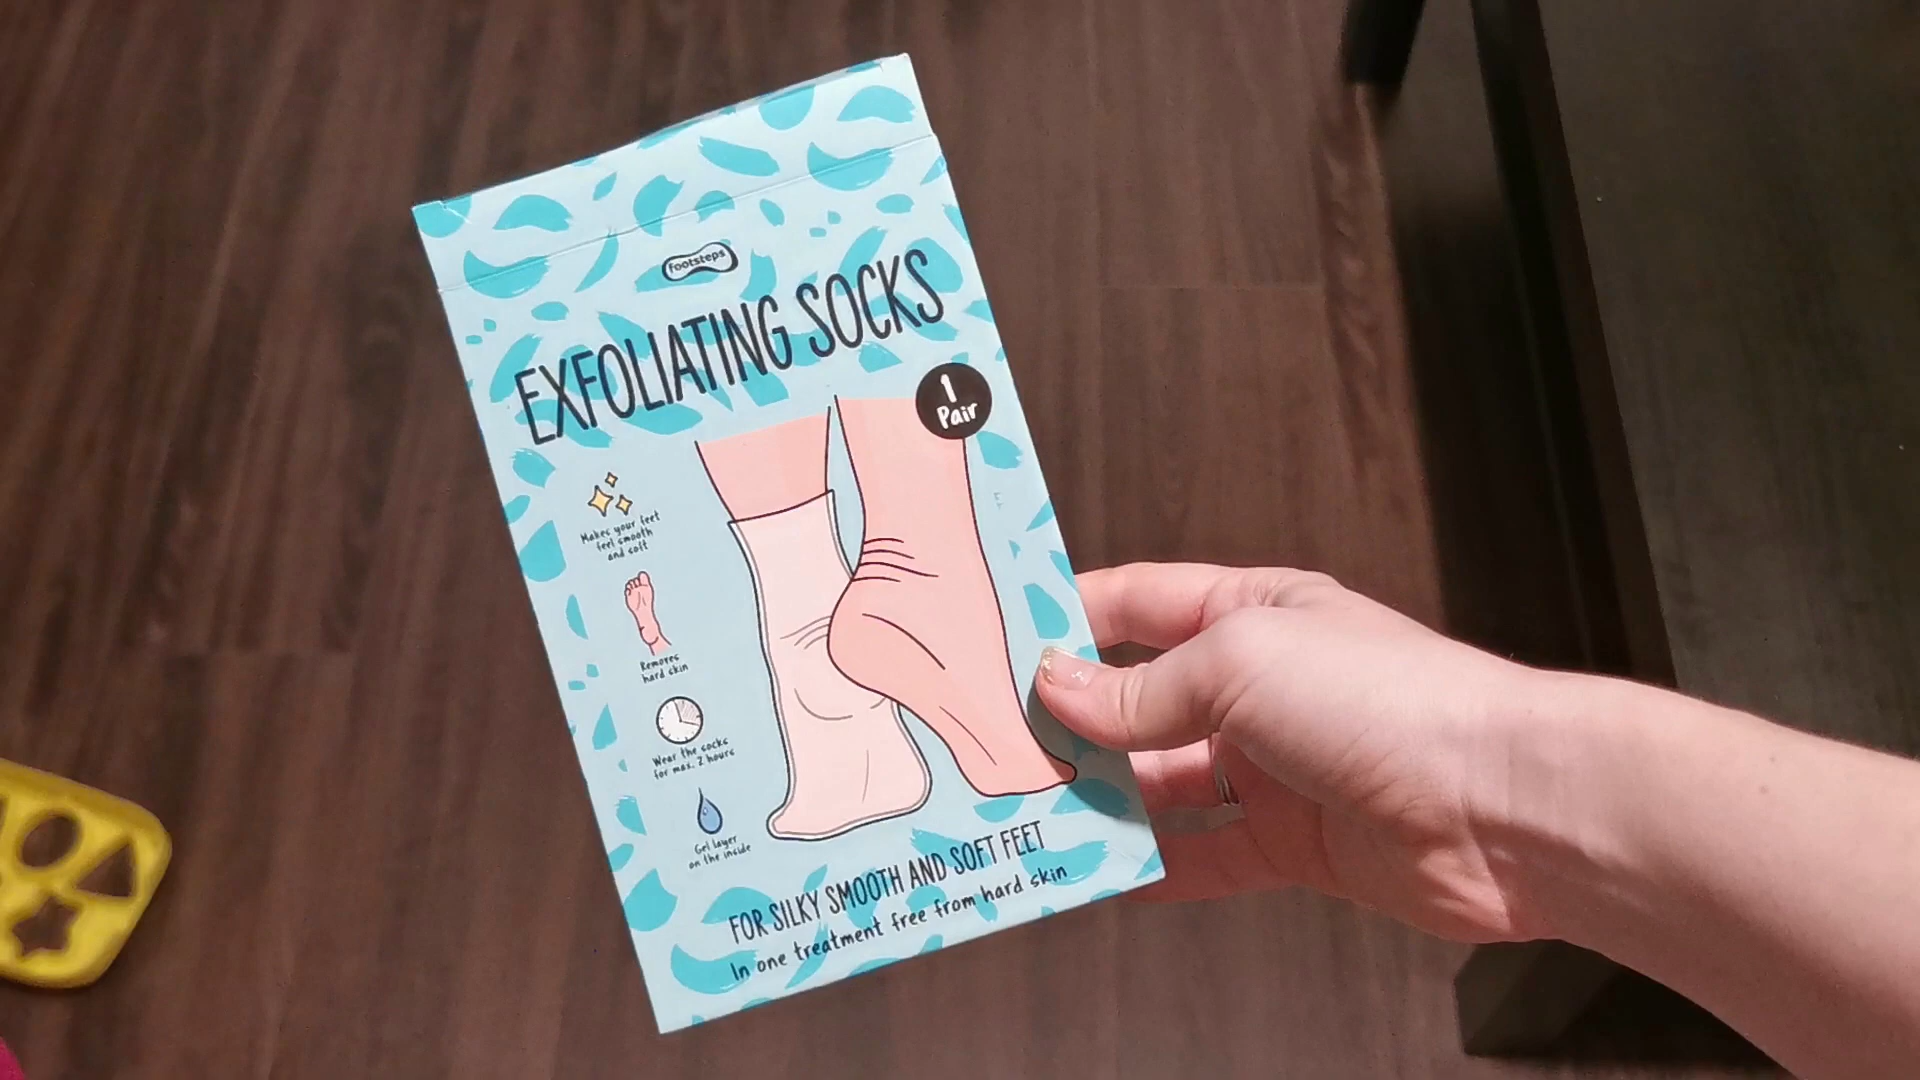 footsteps
EXFOLIATING SOCKS
1
Pair
Makes your feet
feel smooth
and soft
Removes
hard skin
Wear the socks
for max. 2 hours
Gel layer
on the inside
FOR SILKY SMOOTH AND SOFT FEET
In one treatment free from hard skin